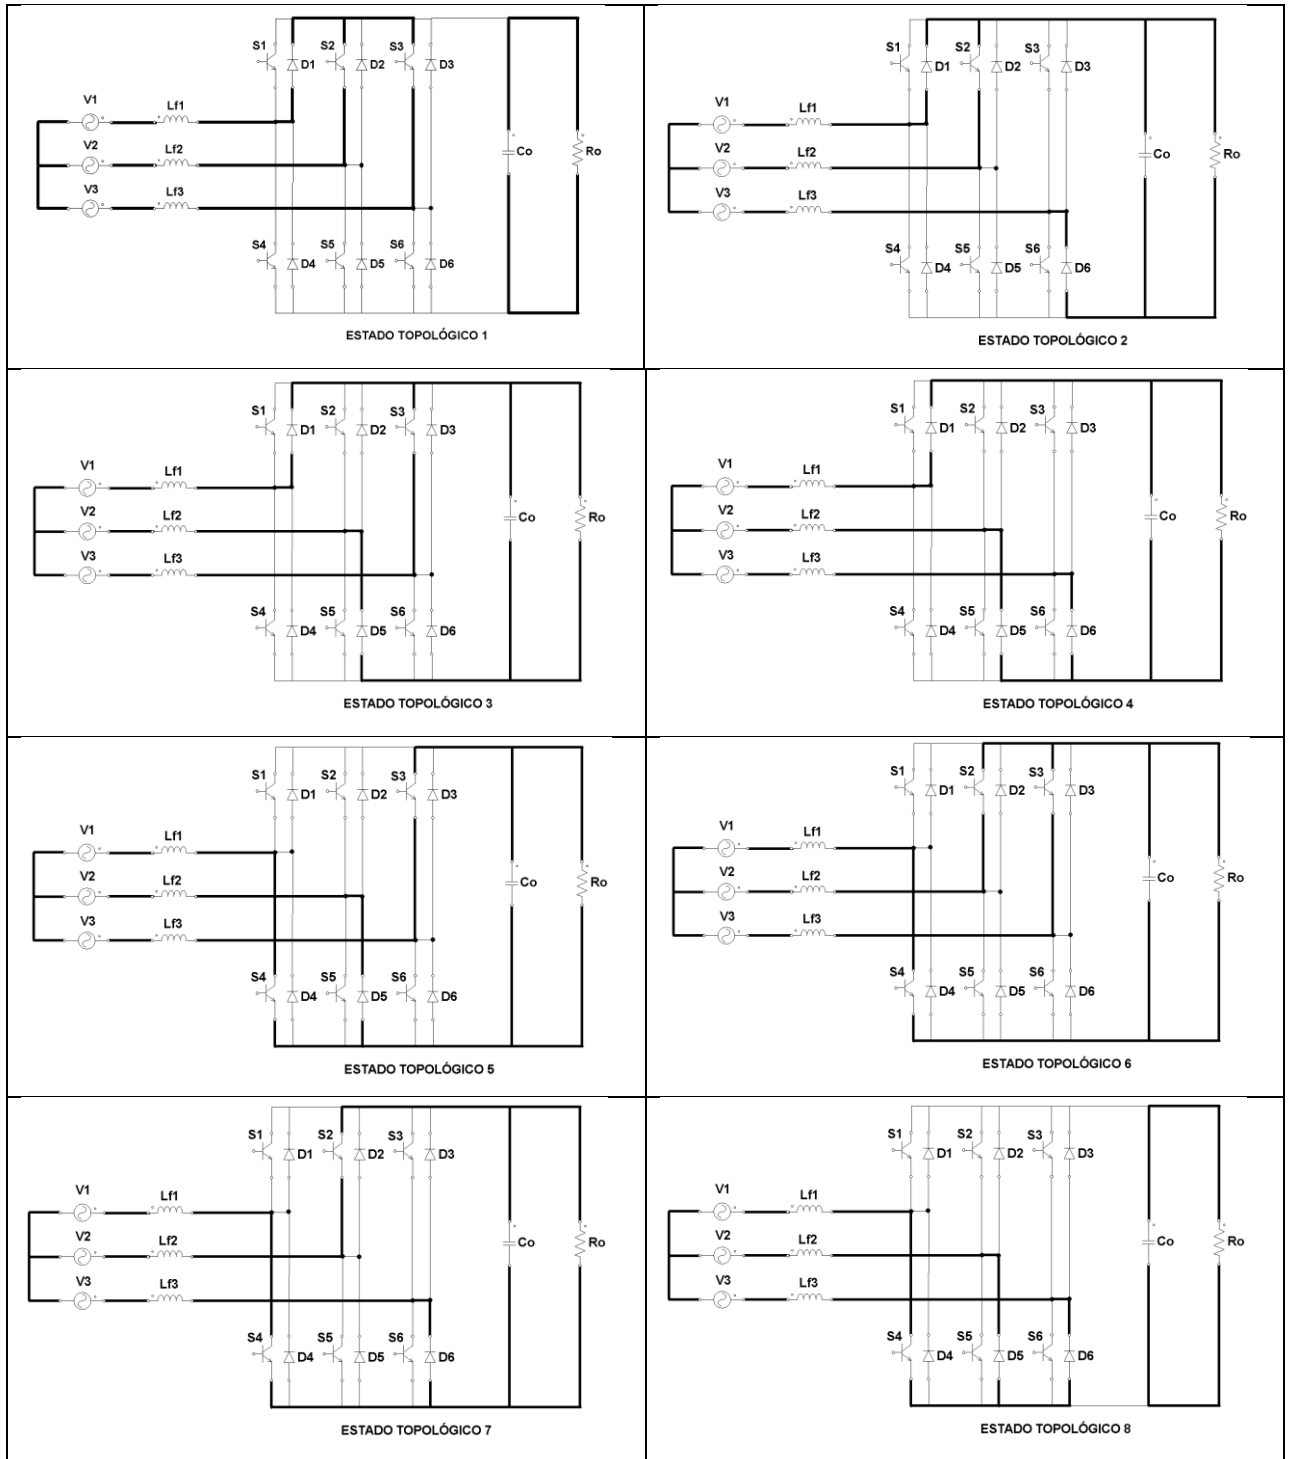 S1 D1 S2 D2 S3 D3
V1 Lf1
V2 Lf2
V3 Lf3
Co Ro
S4 D4 S5 D5 S6 D6
ESTADO TOPOLÓGICO 1
S1 D1 S2 D2 S3 D3
V1 Lf1
V2 Lf2
V3 Lf3
Co Ro
S4 D4 S5 D5 S6 D6
ESTADO TOPOLÓGICO 2
S1 D1 S2 D2 S3 D3
V1 Lf1
V2 Lf2
V3 Lf3
Co Ro
S4 D4 S5 D5 S6 D6
ESTADO TOPOLÓGICO 3
S1 D1 S2 D2 S3 D3
V1 Lf1
V2 Lf2
V3 Lf3
Co Ro
S4 D4 S5 D5 S6 D6
ESTADO TOPOLÓGICO 4
S1 D1 S2 D2 S3 D3
V1 Lf1
V2 Lf2
V3 Lf3
Co Ro
S4 D4 S5 D5 S6 D6
ESTADO TOPOLÓGICO 5
S1 D1 S2 D2 S3 D3
V1 Lf1
V2 Lf2
V3 Lf3
Co Ro
S4 D4 S5 D5 S6 D6
ESTADO TOPOLÓGICO 6
S1 D1 S2 D2 S3 D3
V1 Lf1
V2 Lf2
V3 Lf3
Co Ro
S4 D4 S5 D5 S6 D6
ESTADO TOPOLÓGICO 7
S1 D1 S2 D2 S3 D3
V1 Lf1
V2 Lf2
V3 Lf3
Co Ro
S4 D4 S5 D5 S6 D6
ESTADO TOPOLÓGICO 8